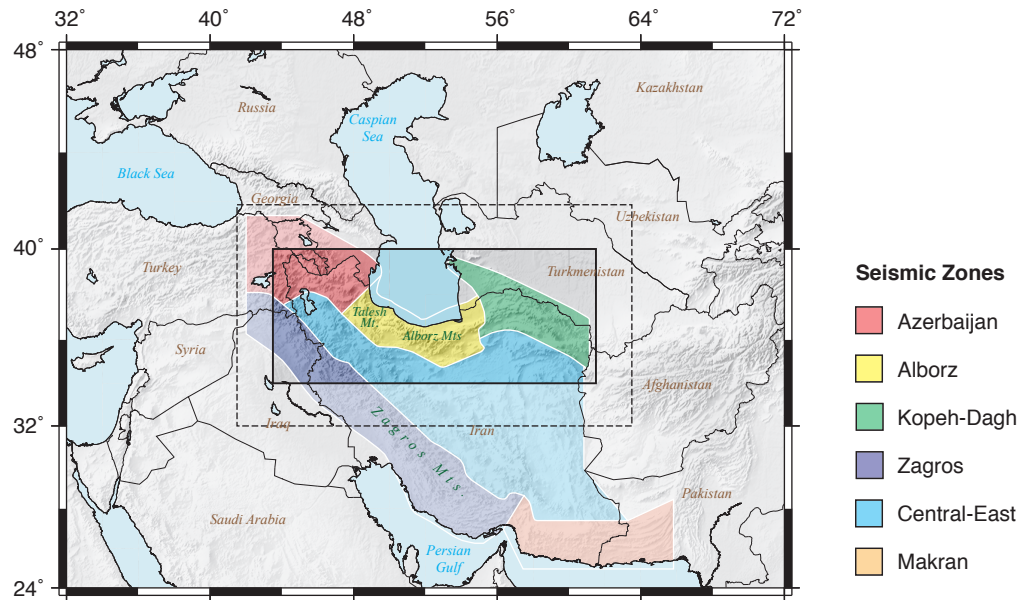 32˚ 40˚ 48˚ 56˚ 64˚ 72˚
48˚
Kazakhstan
Russia
Caspian
Sea
Black Sea
Georgia
Uzbekistan
40˚
Turkey
Turkmenistan
Seismic Zones
Talesh
Mt.
Azerbaijan
Alborz Mts
Syria
Alborz
Afghanistan
Kopeh-Dagh
32˚
Iraq
Zagros Mts.
Iran
Zagros
Pakistan
Saudi Arabia
Central-East
Persian
Gulf
Makran
24˚